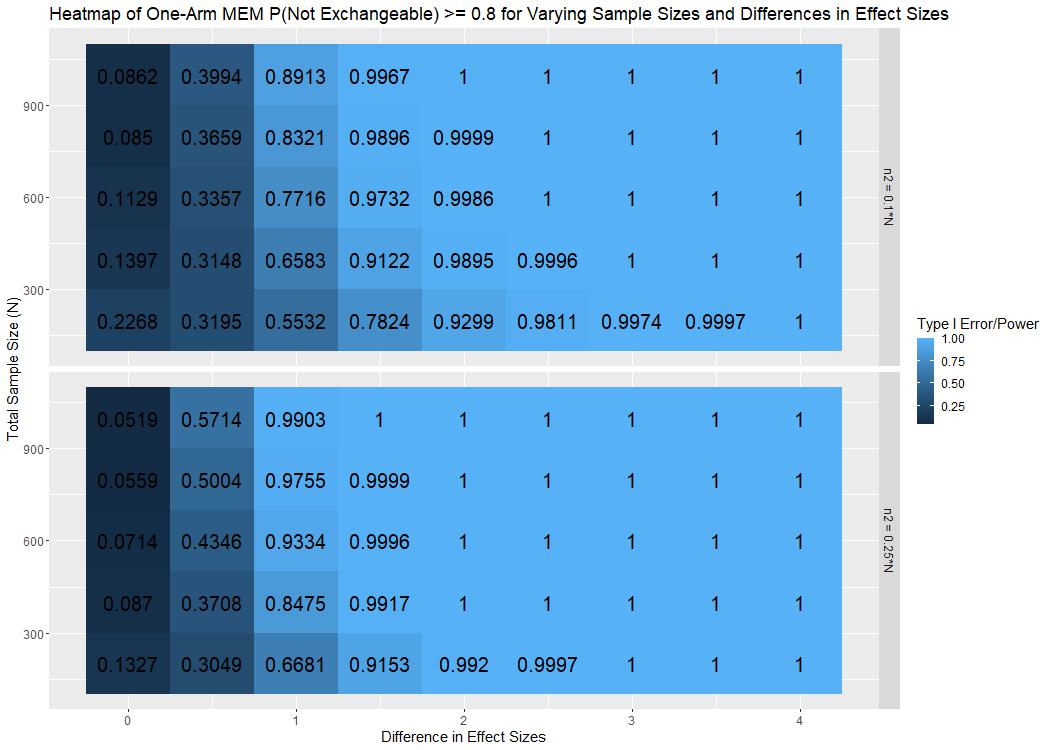 Heatmap of One-Arm MEM P(Not Exchangeable) >= 0.8 for Varying Sample Sizes and Differences in Effect Sizes
Total Sample Size (N)
900
600
300
0.0862 0.3994 0.8913 0.9967 1 1 1 1 1
0.085 0.3659 0.8321 0.9896 0.9999 1 1 1 1
0.1129 0.3357 0.7716 0.9732 0.9986 1 1 1 1
0.1397 0.3148 0.6583 0.9122 0.9895 0.9996 1 1 1
0.2268 0.3195 0.5532 0.7824 0.9299 0.9811 0.9974 0.9997 1
n2 = 0.1*N
900
600
300
0.0519 0.5714 0.9903 1 1 1 1 1 1
0.0559 0.5004 0.9755 0.9999 1 1 1 1 1
0.0714 0.4346 0.9334 0.9996 1 1 1 1 1
0.087 0.3708 0.8475 0.9917 1 1 1 1 1
0.1327 0.3049 0.6681 0.9153 0.992 0.9997 1 1 1
n2 = 0.25*N
0 1 2 3 4
Difference in Effect Sizes
Type I Error/Power
1.00
0.75
0.50
0.25